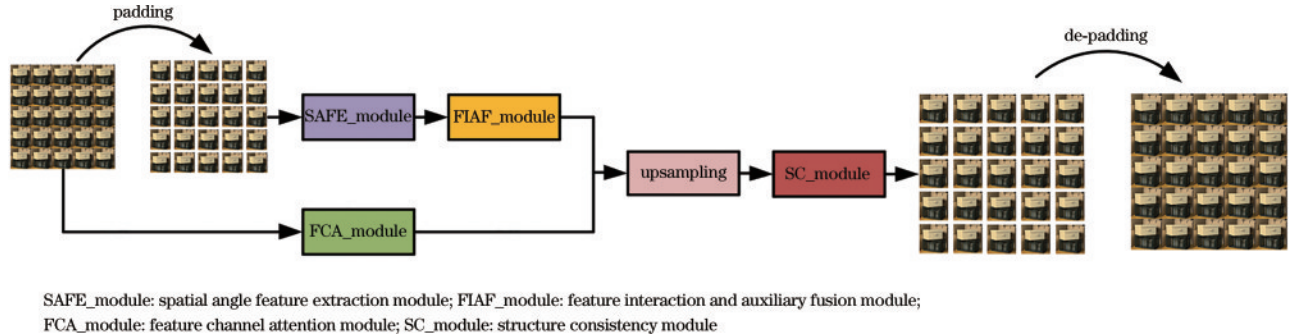 padding
de-padding
SAFE_module
FIAF_module
upsampling
SC_module
FCA_module
SAFE_module: spatial angle feature extraction module; FIAF_module: feature interaction and auxiliary fusion module;
FCA_module: feature channel attention module; SC_module: structure consistency module